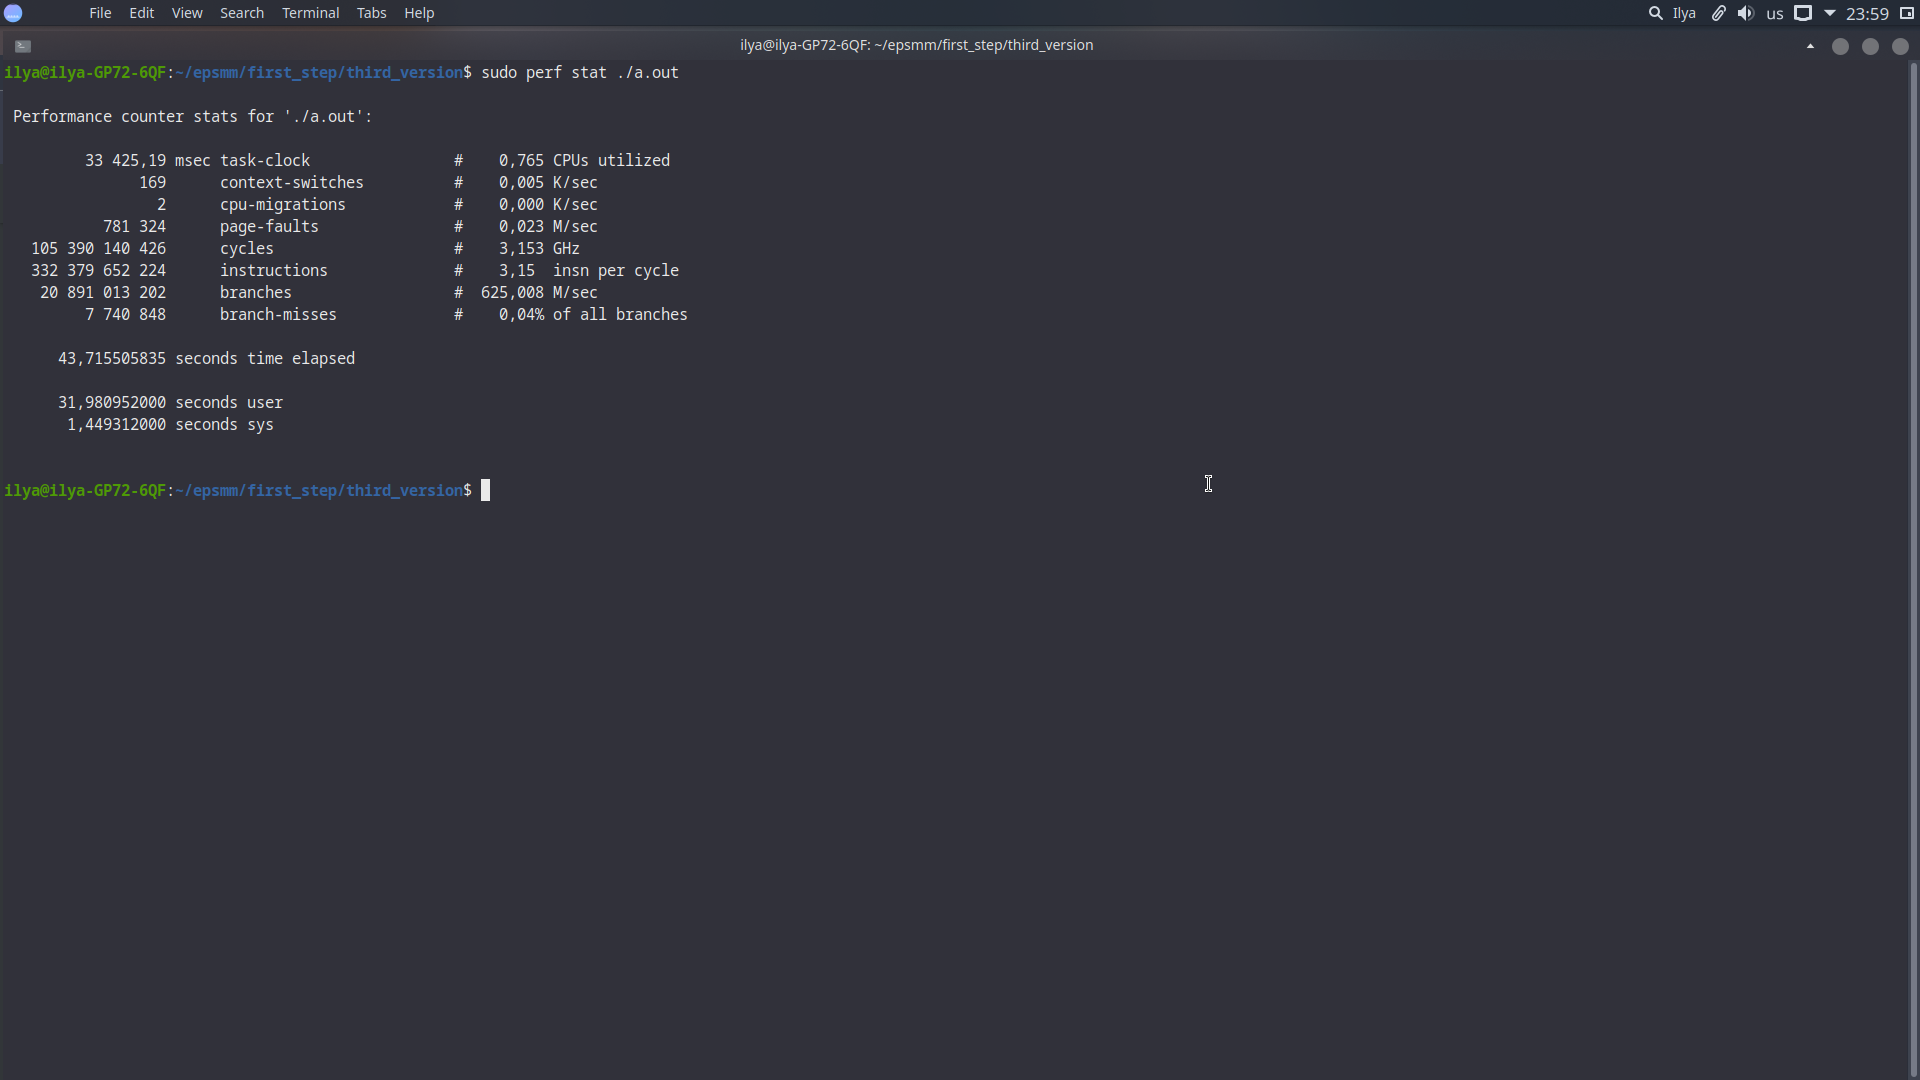 File Edit View Search Terminal Tabs Help Ilya us 23:59
ilya@ilya-GP72-6QF: ~/epsmm/first_step/third_version
ilya@ilya-GP72-6QF:~/epsmm/first_step/third_version$ sudo perf stat ./a.out
Performance counter stats for './a.out':
33 425,19 msec task-clock # 0,765 CPUs utilized
169 context-switches # 0,005 K/sec
2 cpu-migrations # 0,000 K/sec
781 324 page-faults # 0,023 M/sec
105 390 140 426 cycles # 3,153 GHz
332 379 652 224 instructions # 3,15 insn per cycle
20 891 013 202 branches # 625,008 M/sec
7 740 848 branch-misses # 0,04% of all branches
43,715505835 seconds time elapsed
31,980952000 seconds user
1,449312000 seconds sys
ilya@ilya-GP72-6QF:~/epsmm/first_step/third_version$